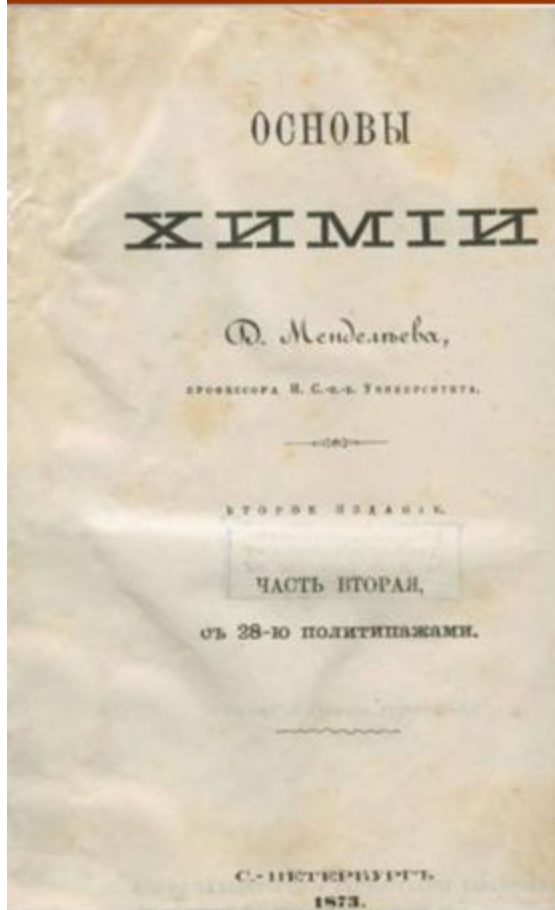 ОСНОВЫ
ХИМІИ
Д. Менделѣева,
ПРОФЕССОРА И. С.-П.-Б. УНИВЕРСИТЕТА.
ВТОРОЕ ИЗДАНІЕ.
ЧАСТЬ ВТОРАЯ,
съ 28-ю политипажами.
С.-ПЕТЕРБУРГЪ.
1873.